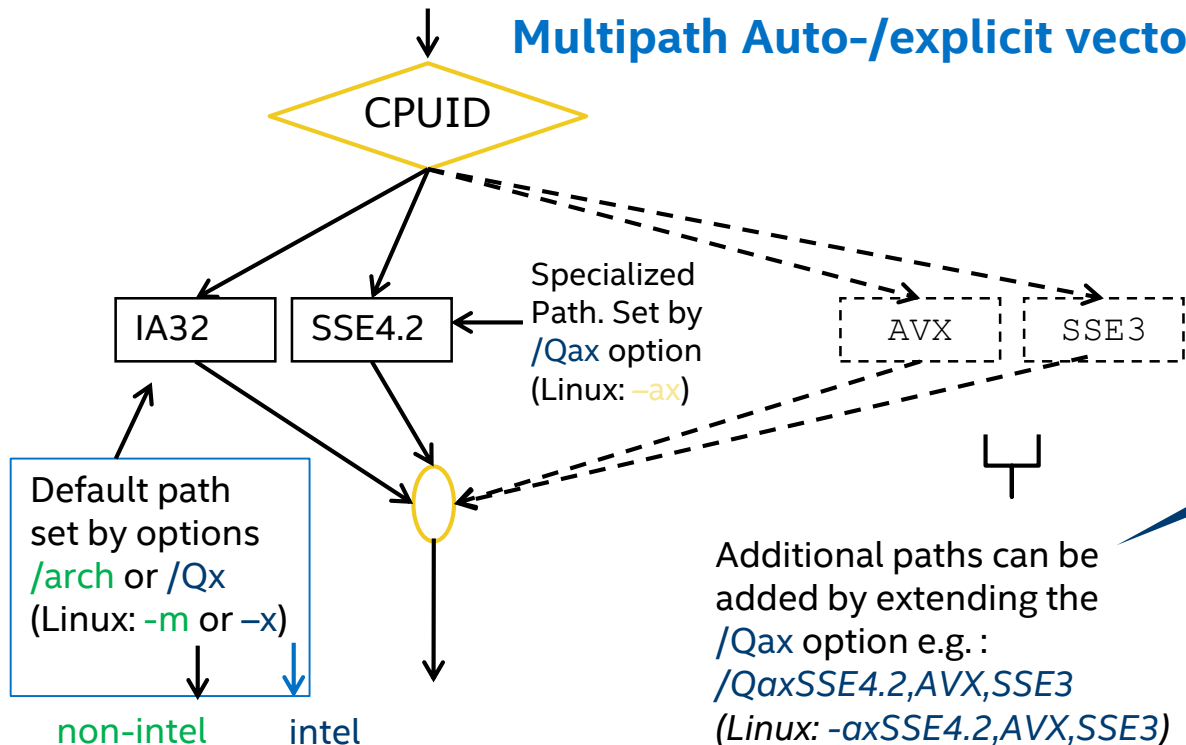 Multipath Auto-/explicit vecto
CPUID
IA32
SSE4.2
Specialized
Path. Set by
/Qax option
(Linux: –ax)
AVX
SSE3
Default path
set by options
/arch or /Qx
(Linux: -m or –x)
non-intel
intel
Additional paths can be
added by extending the
/Qax option e.g. :
/QaxSSE4.2,AVX,SSE3
(Linux: -axSSE4.2,AVX,SSE3)